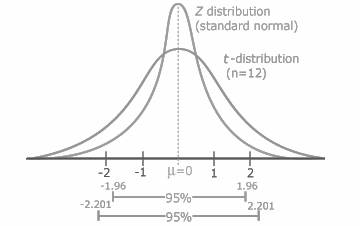 Z distribution
(standard normal)
t-distribution
(n=12)
-2 -1 μ=0 1 2
-1.96 1.96
95%
-2.201 2.201
95%